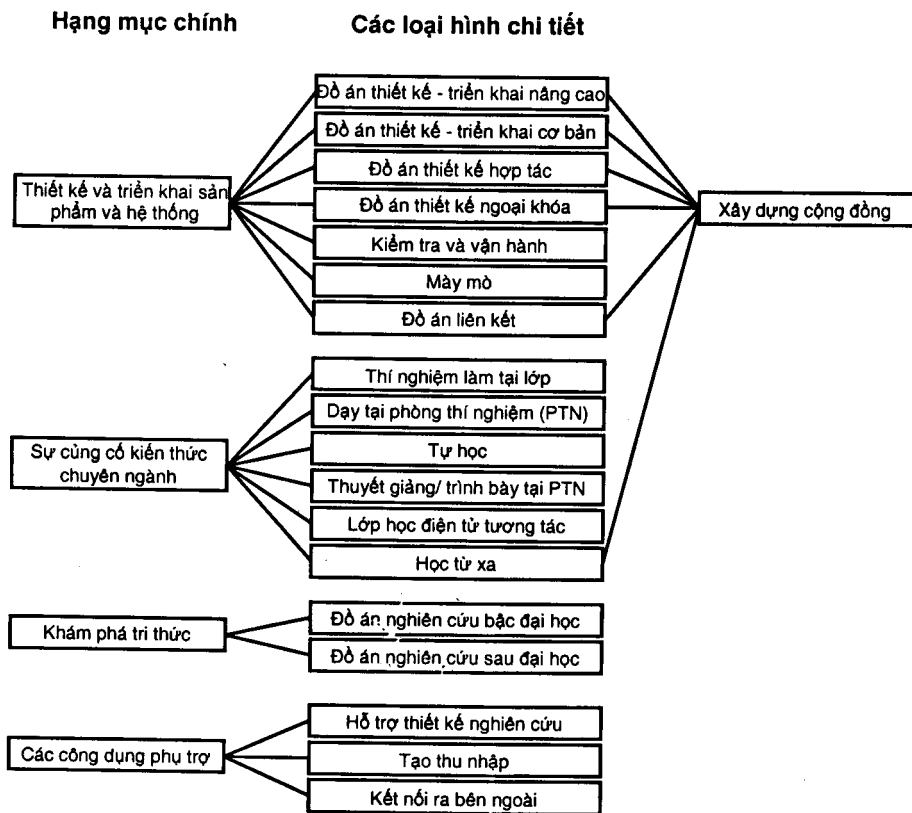 Hạng mục chính
Các loại hình chi tiết
Đồ án thiết kế - triển khai nâng cao
Đồ án thiết kế - triển khai cơ bản
Đồ án thiết kế hợp tác
Thiết kế và triển khai sản
phẩm và hệ thống
Đồ án thiết kế ngoại khóa
Xây dựng cộng đồng
Kiểm tra và vận hành
Mày mò
Đồ án liên kết
Thí nghiệm làm tại lớp
Dạy tại phòng thí nghiệm (PTN)
Sự củng cố kiến thức
chuyên ngành
Tự học
Thuyết giảng/ trình bày tại PTN
Lớp học điện tử tương tác
Học từ xa
Khám phá tri thức
Đồ án nghiên cứu bậc đại học
Đồ án nghiên cứu sau đại học
Các công dụng phụ trợ
Hỗ trợ thiết kế nghiên cứu
Tạo thu nhập
Kết nối ra bên ngoài